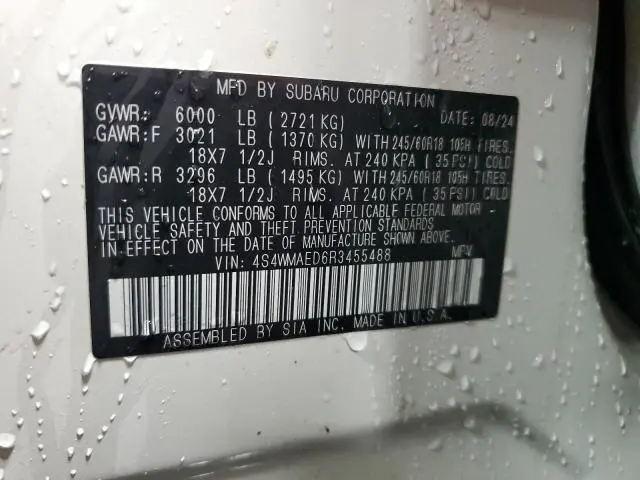 MFD BY SUBARU CORPORATION
GVWR: 6000 LB (2721 KG) DATE: 08/24
GAWR:F 3021 LB (1370 KG) WITH 245/60R18 105H TIRES.
18X7 1/2J RIMS. AT 240 KPA (35 PSI) COLD
GAWR:R 3296 LB (1495 KG) WITH 245/60R18 105H TIRES.
18X7 1/2J RIMS. AT 240 KPA (35 PSI) COLD
THIS VEHICLE CONFORMS TO ALL APPLICABLE FEDERAL MOTOR
VEHICLE SAFETY AND THEFT PREVENTION STANDARDS
IN EFFECT ON THE DATE OF MANUFACTURE SHOWN ABOVE.
VIN: 4S4WMAED6R3455488 MPV
ASSEMBLED BY SIA INC. MADE IN U.S.A.